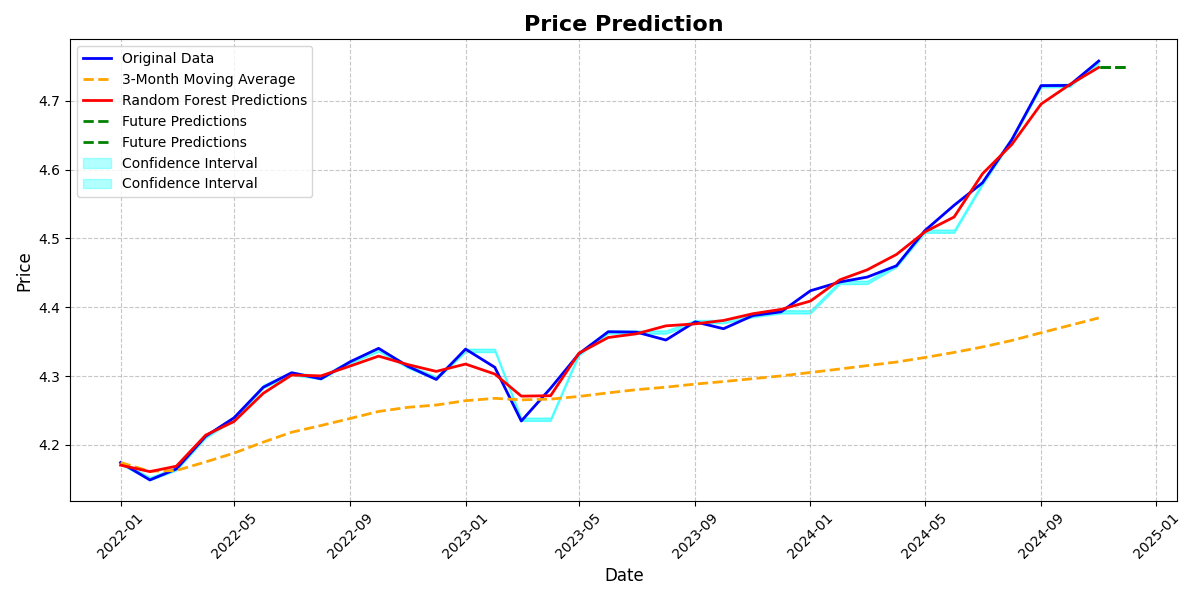 Price Prediction
Original Data
3-Month Moving Average
Random Forest Predictions
Future Predictions
Future Predictions
Confidence Interval
Confidence Interval
Price
4.7
4.6
4.5
4.4
4.3
4.2
2022-01
2022-05
2022-09
2023-01
2023-05
2023-09
2024-01
2024-05
2024-09
2025-01
Date